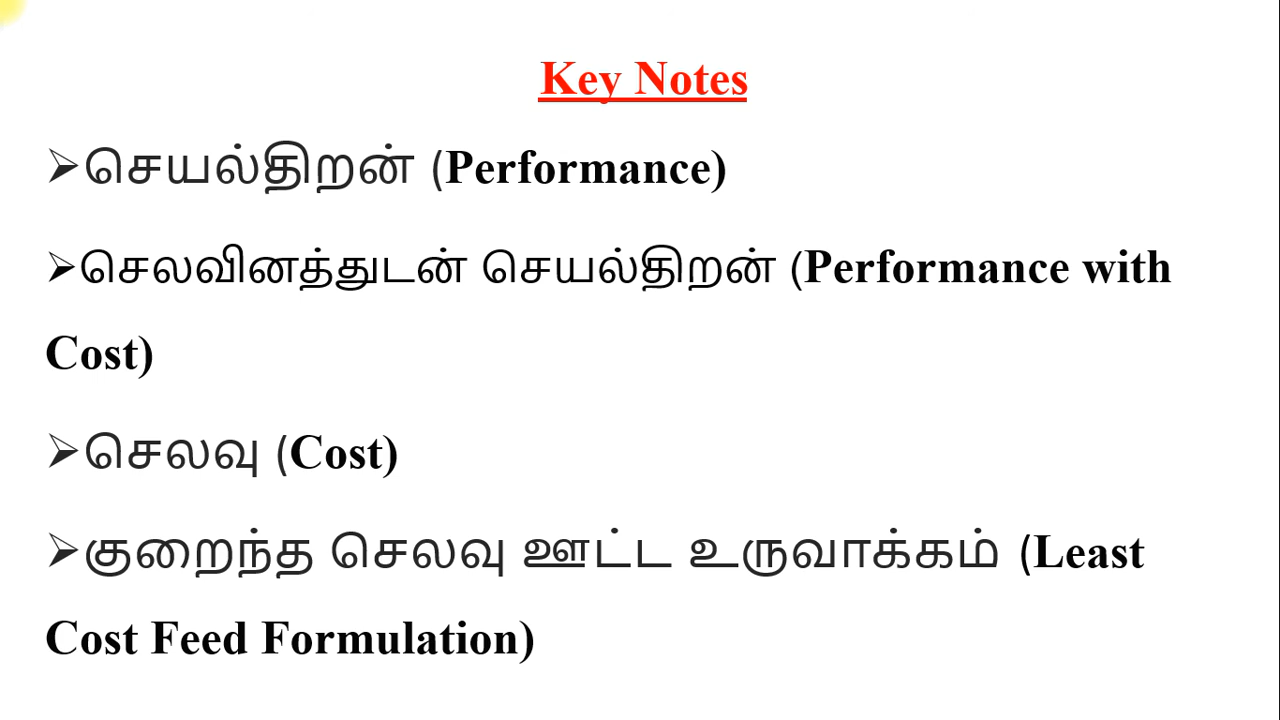 Key Notes
➢செயல்திறன் (Performance)
➢செலவினத்துடன் செயல்திறன் (Performance with
Cost)
➢செலவு (Cost)
➢குறைந்த செலவு ஊட்ட உருவாக்கம் (Least
Cost Feed Formulation)